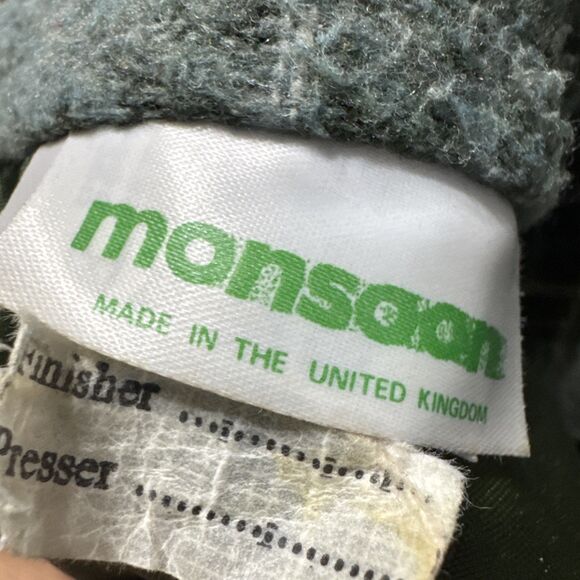 monsoon
MADE IN THE UNITED KINGDOM
Finisher ....................
Presser ....................